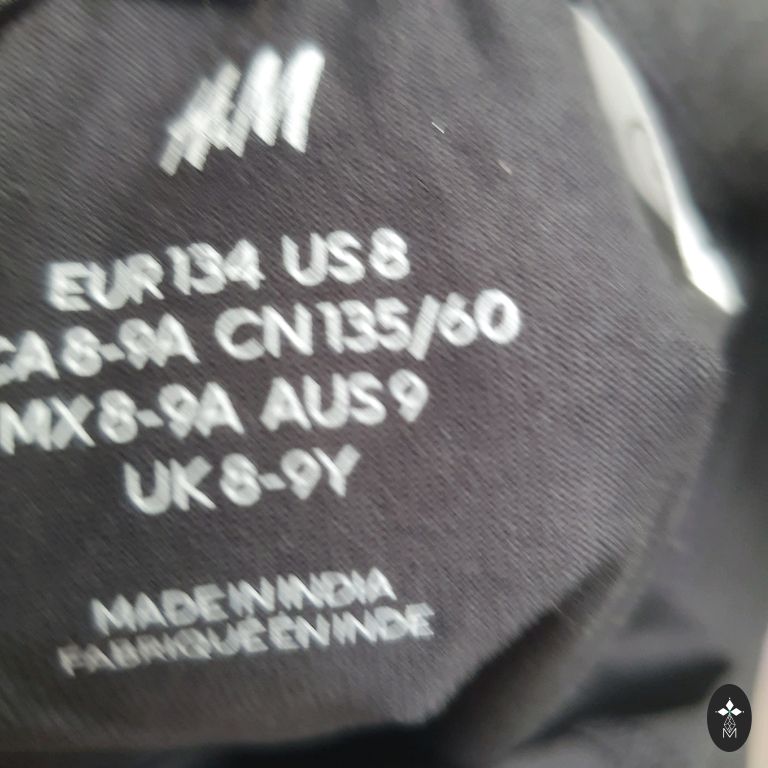 H&M
EUR 134 US 8
CA 8-9A CN 135/60
MX 8-9A AUS 9
UK 8-9Y
MADE IN INDIA
FABRIQUÉ EN INDE
M